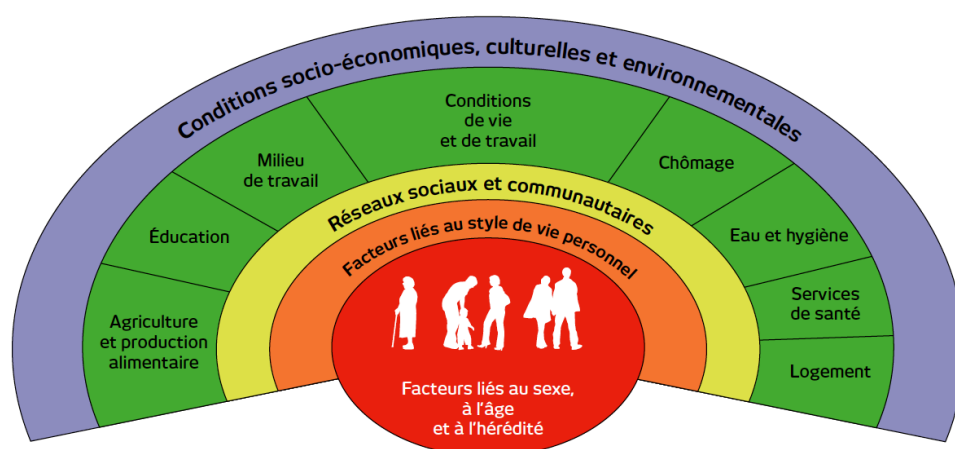 Conditions socio-économiques, culturelles et environnementales
Conditions
de vie
et de travail
Milieu
de travail
Chômage
Éducation
Eau et hygiène
Agriculture
et production
alimentaire
Services
de santé
Logement
Réseaux sociaux et communautaires
Facteurs liés au style de vie personnel
Facteurs liés au sexe,
à l'âge
et à l'hérédité